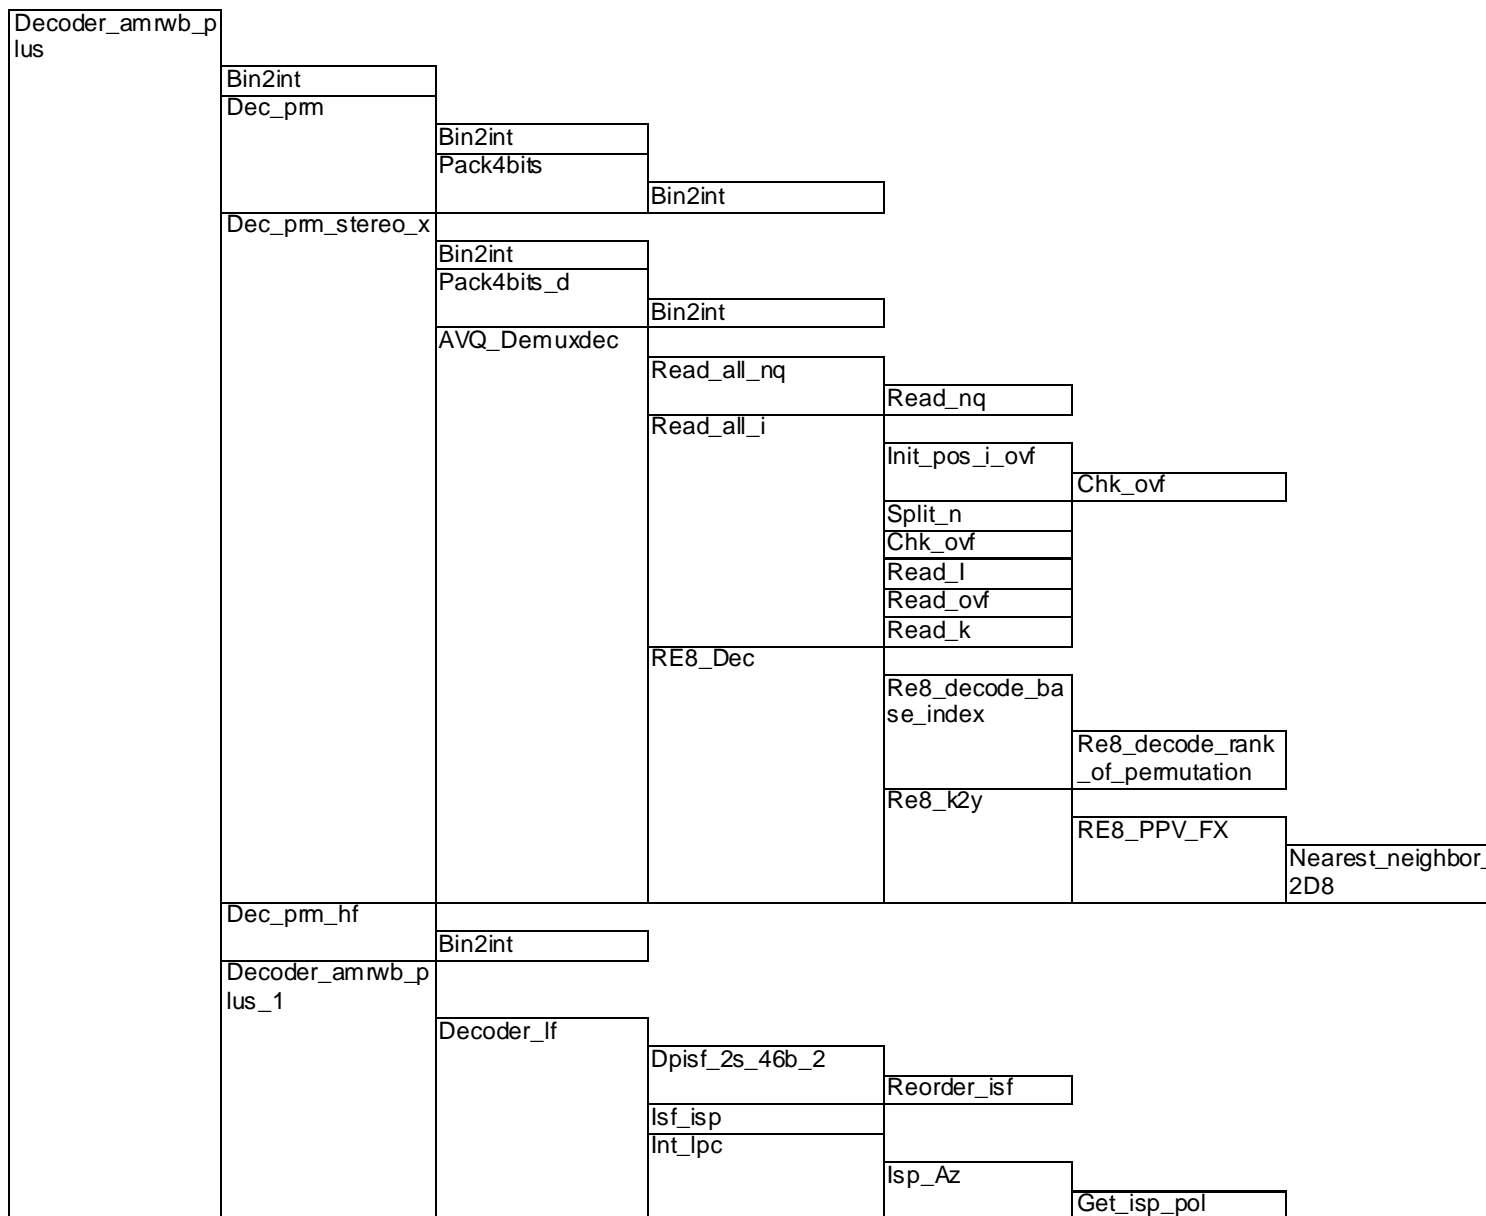 Decoder_amrwb_p
lus
Bin2int
Dec_prm
Bin2int
Pack4bits
Bin2int
Dec_prm_stereo_x
Bin2int
Pack4bits_d
Bin2int
AVQ_Demuxdec
Read_all_nq
Read_nq
Read_all_i
Init_pos_i_ovf
Chk_ovf
Split_n
Chk_ovf
Read_I
Read_ovf
Read_k
RE8_Dec
Re8_decode_ba
se_index
Re8_decode_rank
_of_permutation
Re8_k2y
RE8_PPV_FX
Nearest_neighbor_
2D8
Dec_prm_hf
Bin2int
Decoder_amrwb_p
lus_1
Decoder_lf
Dpisf_2s_46b_2
Reorder_isf
Isf_isp
Int_lpc
Isp_Az
Get_isp_pol